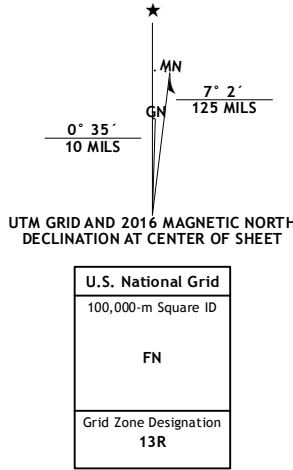 MN
GN
7° 2´
125 MILS
0° 35´
10 MILS
UTM GRID AND 2016 MAGNETIC NORTH
DECLINATION AT CENTER OF SHEET
U.S. National Grid
100,000-m Square ID
FN
Grid Zone Designation
13R